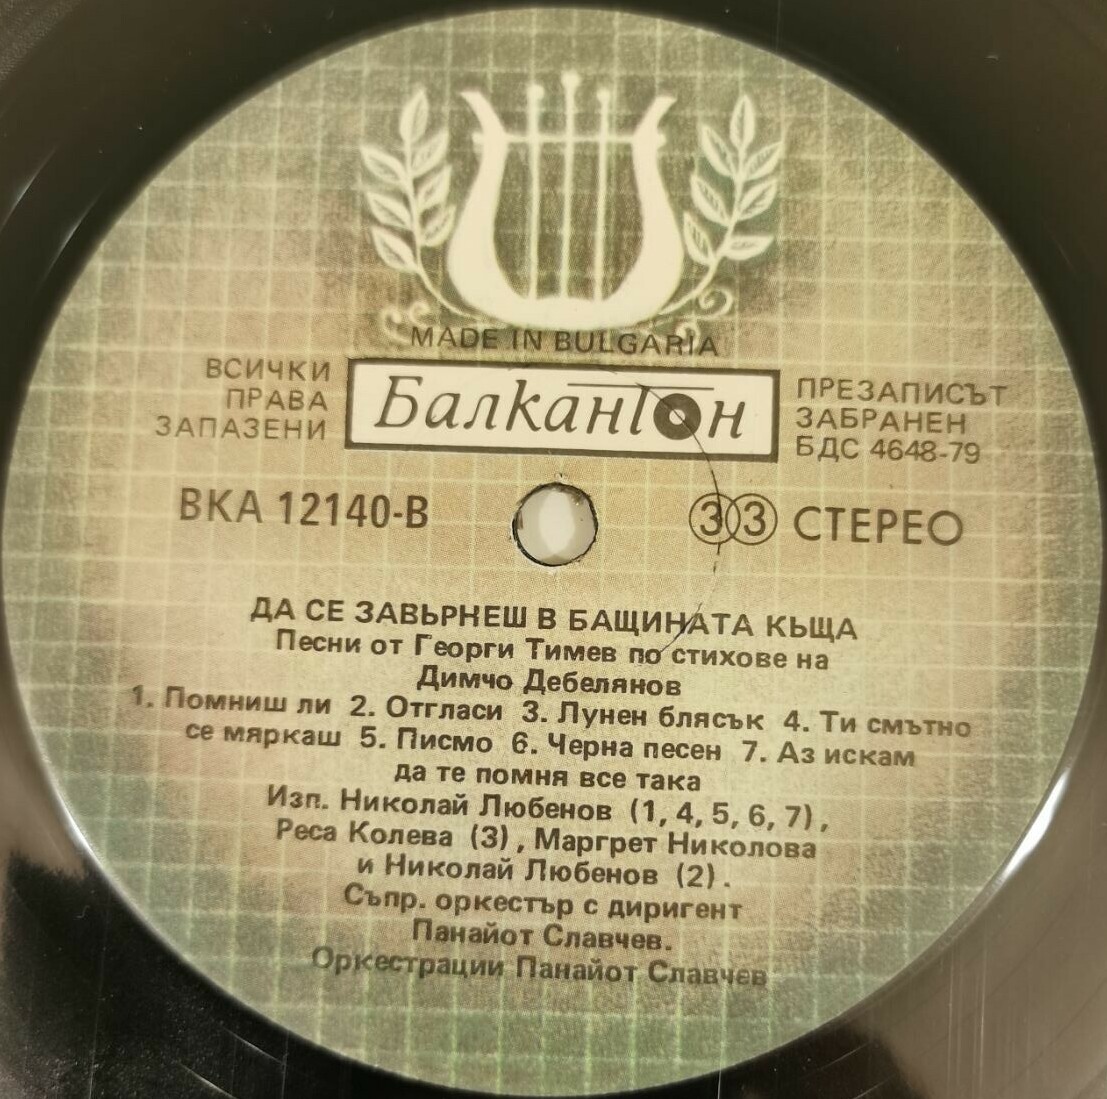 MADE IN BULGARIA
ВСИЧКИ
ПРАВА
ЗАПАЗЕНИ
Балкантон
ПРЕЗАПИСЪТ
ЗАБРАНЕН
БДС 4648-79
ВКА 12140-В
33 СТЕРЕО
ДА СЕ ЗАВЪРНЕШ В БАЩИНАТА КЪЩА
Песни от Георги Тимев по стихове на
Димчо Дебелянов
1. Помниш ли 2. Отгласи 3. Лунен блясък 4. Ти смътно
се мяркаш 5. Писмо 6. Черна песен 7. Аз искам
да те помня все така
Изп. Николай Любенов (1, 4, 5, 6, 7),
Реса Колева (3), Маргрет Николова
и Николай Любенов (2).
Съпр. оркестър с диригент
Панайот Славчев.
Оркестрации Панайот Славчев